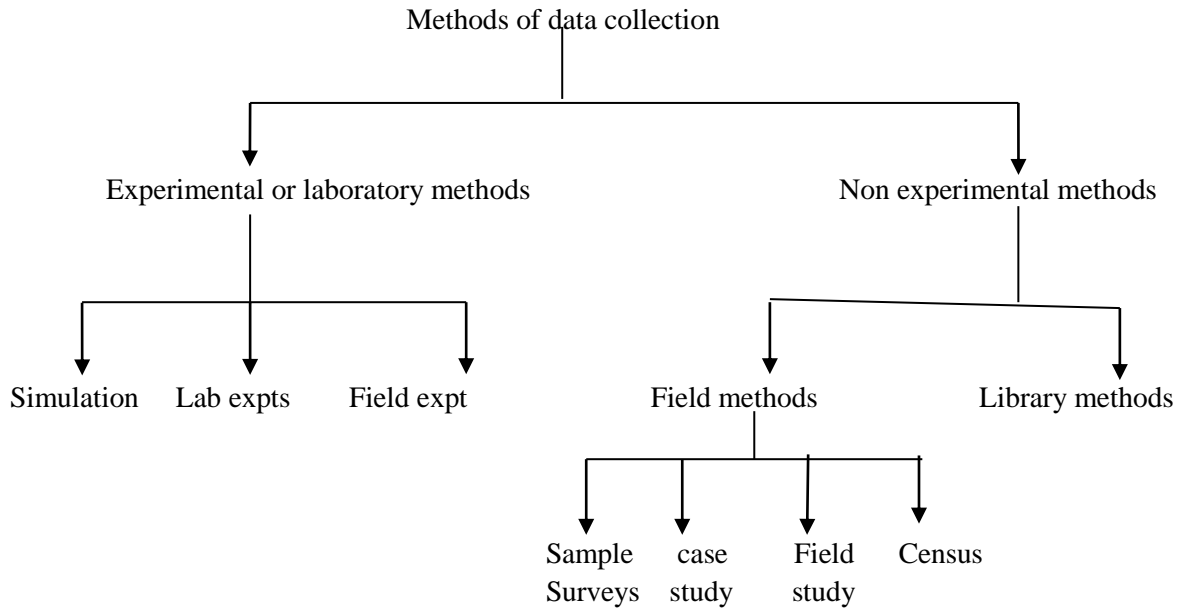 Methods of data collection
Experimental or laboratory methods
Non experimental methods
Simulation
Lab expts
Field expt
Field methods
Library methods
Sample
Surveys
case
study
Field
study
Census